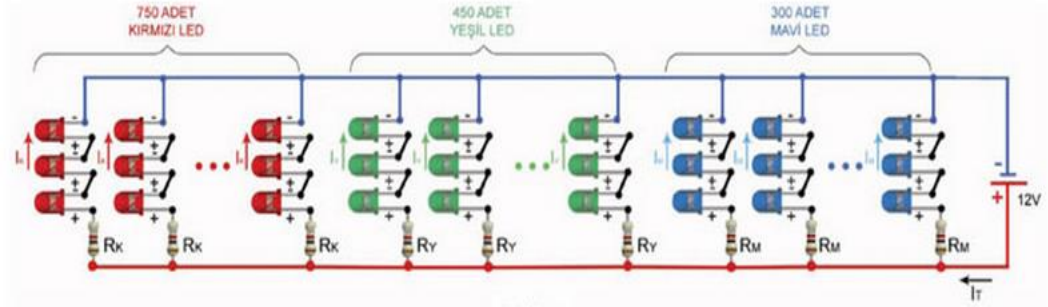 750 ADET
KIRMIZI LED
450 ADET
YEŞİL LED
300 ADET
MAVİ LED
- - - - - - - - -
+ + + + + + + + +
- 
+ 12V
RK RK RK RY RY RY RM RM RM
IT